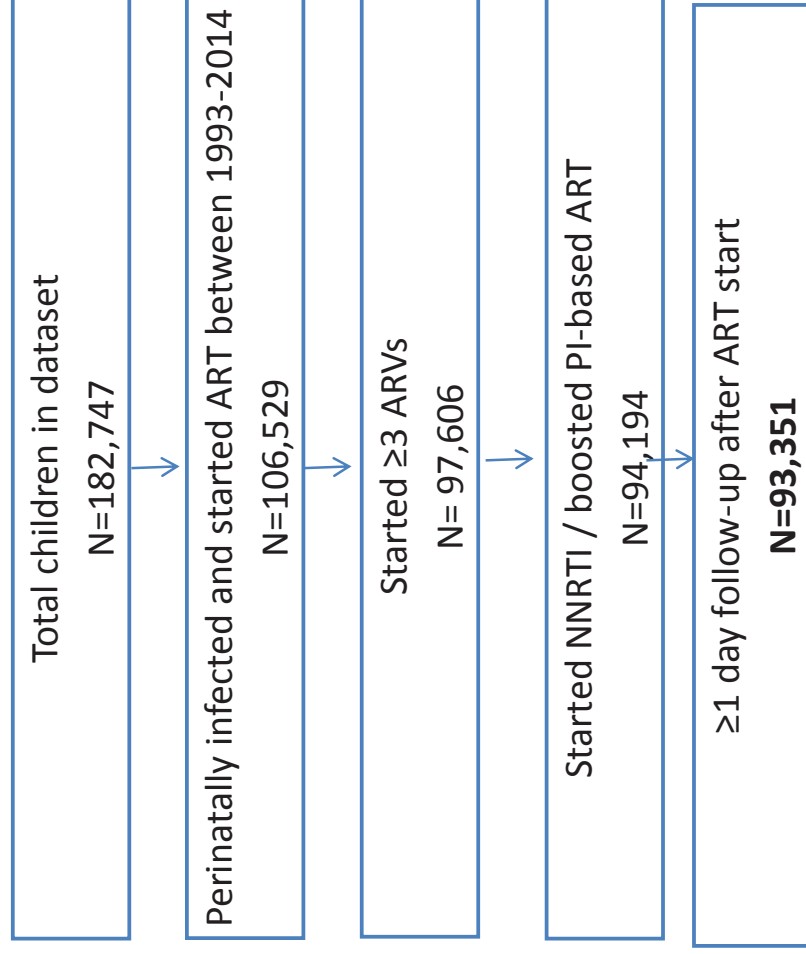 Total children in dataset
N=182,747
Perinatally infected and started ART between 1993-2014
N=106,529
Started ≥3 ARVs
N= 97,606
Started NNRTI / boosted PI-based ART
N=94,194
≥1 day follow-up after ART start
N=93,351